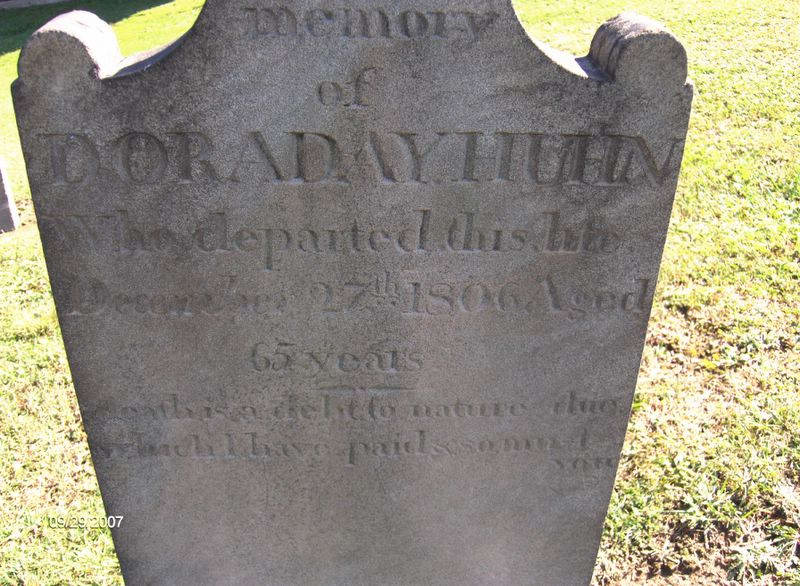 memory
of
DORADAY.HUHN
Who departed this life
December 27th 1806 Aged
65 years
Death is a debt to nature due
which I have paid & so must
you
09/29/2007